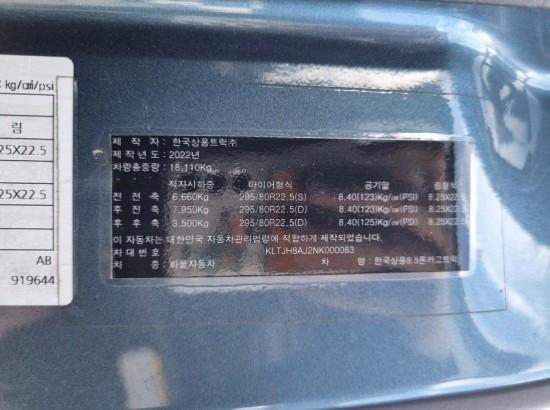 kg/㎠/psi
림
25X22.5
25X22.5
AB
919644
제 작 자 : 한국상용트럭㈜
제 작 년 도 : 2022년
차량총중량 : 18,110Kg
적차시하중 타이어형식 공기압 림형식
전 전 축 : 6,660Kg 295/80R22.5(S) 8.40(123)Kg/㎠(PSI) 8.25X22.5
후 전 축 : 7,950Kg 295/80R22.5(D) 8.40(123)Kg/㎠(PSI) 8.25X22.5
후 후 축 : 3,500Kg 295/80R22.5(D) 8.40(125)Kg/㎠(PSI) 8.25X22.5
이 자동차는 대한민국 자동차관리법령에 적합하게 제작되었습니다.
차 대 번 호 : KLTJH8AJ2NK000083
차 종 : 화물자동차 차 명 : 한국상용8.5톤카고트럭